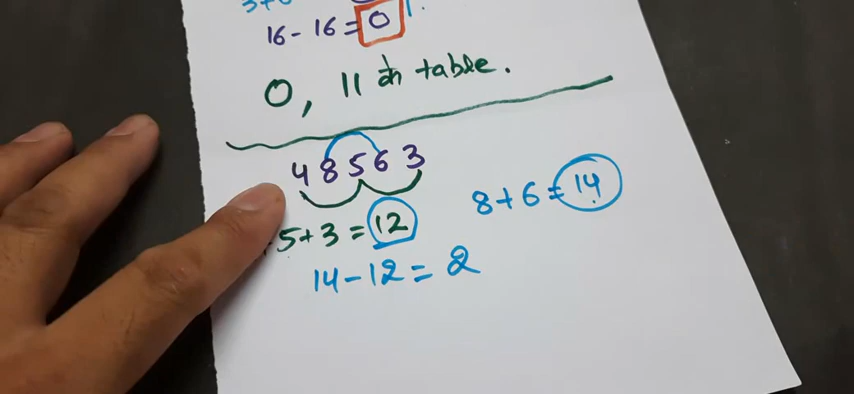 16 - 16 = 0
0, 11 के table.
48563
5 + 3 = 12
8 + 6 = 14
14 - 12 = 2